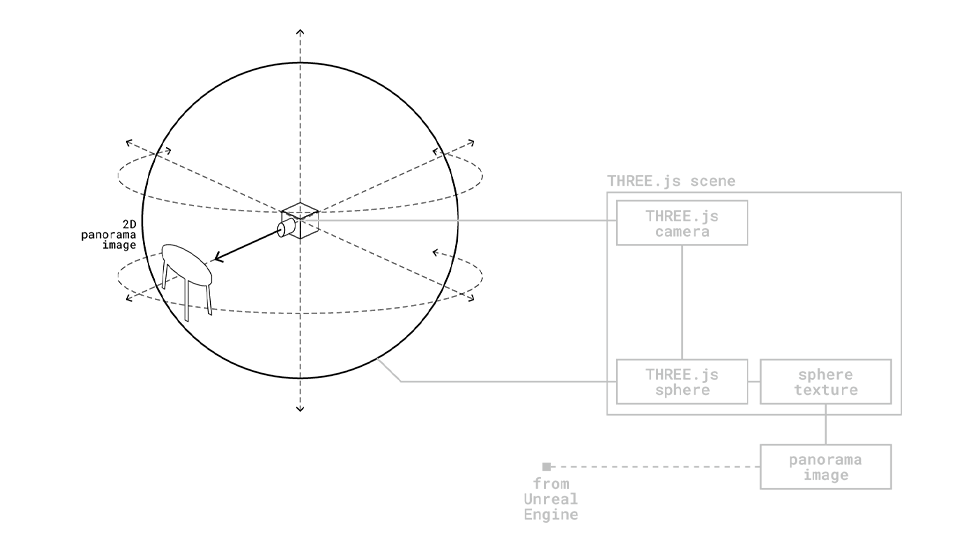 2D
panorama
image
THREE.js scene
THREE.js
camera
THREE.js
sphere
sphere
texture
panorama
image
from
Unreal
Engine